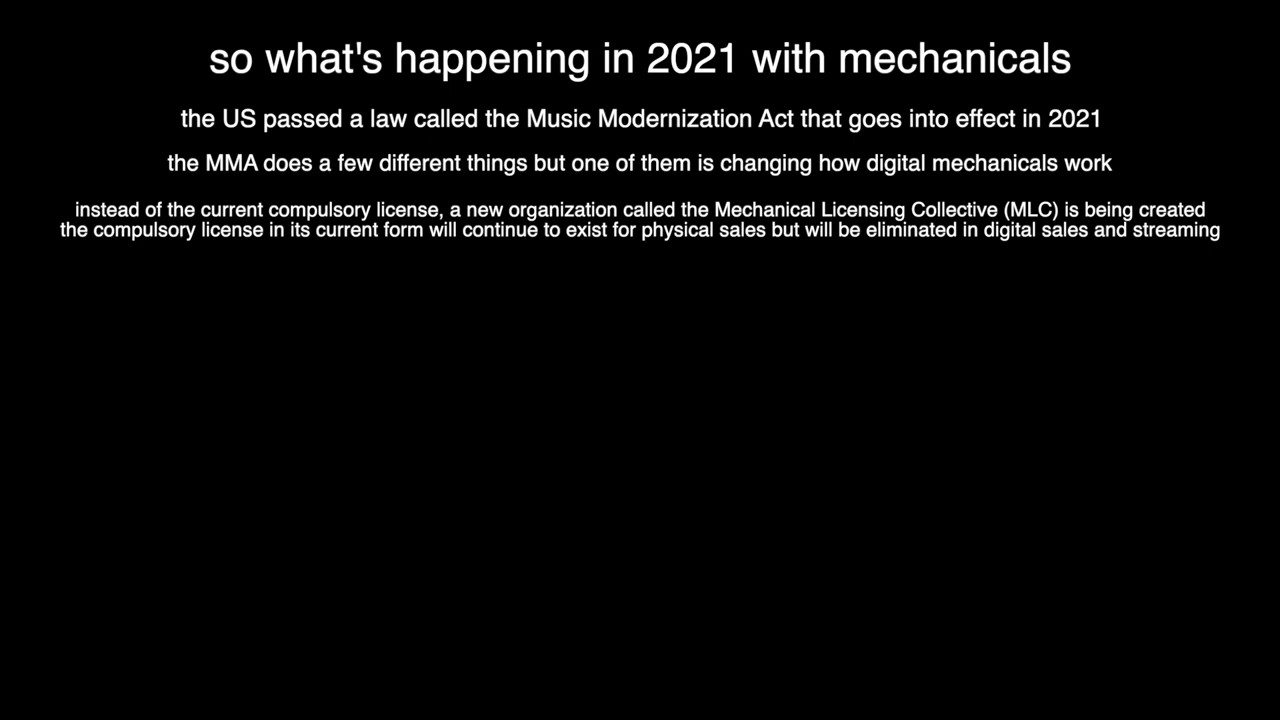 so what's happening in 2021 with mechanicals
the US passed a law called the Music Modernization Act that goes into effect in 2021
the MMA does a few different things but one of them is changing how digital mechanicals work
instead of the current compulsory license, a new organization called the Mechanical Licensing Collective (MLC) is being created
the compulsory license in its current form will continue to exist for physical sales but will be eliminated in digital sales and streaming